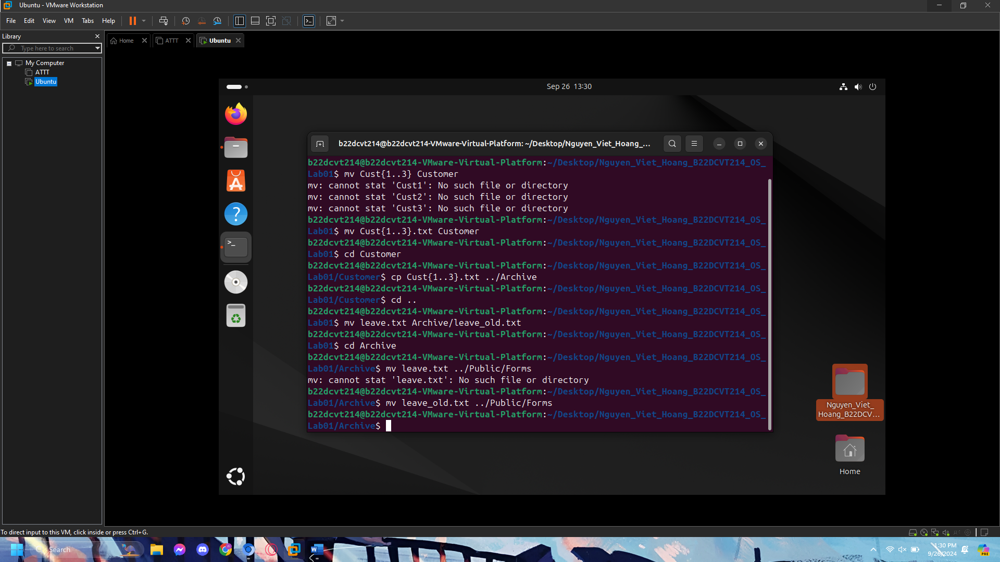 Ubuntu - VMware Workstation
File Edit View VM Tabs Help
Library
Type here to search
My Computer
ATTT
Ubuntu
Home
ATTT
Ubuntu
Sep 26 13:30
b22dcvt214@b22dcvt214-VMware-Virtual-Platform: ~/Desktop/Nguyen_Viet_Hoang_...
b22dcvt214@b22dcvt214-VMware-Virtual-Platform:~/Desktop/Nguyen_Viet_Hoang_B22DCVT214_OS_
Lab01$ mv Cust{1..3} Customer
mv: cannot stat 'Cust1': No such file or directory
mv: cannot stat 'Cust2': No such file or directory
mv: cannot stat 'Cust3': No such file or directory
b22dcvt214@b22dcvt214-VMware-Virtual-Platform:~/Desktop/Nguyen_Viet_Hoang_B22DCVT214_OS_
Lab01$ mv Cust{1..3}.txt Customer
b22dcvt214@b22dcvt214-VMware-Virtual-Platform:~/Desktop/Nguyen_Viet_Hoang_B22DCVT214_OS_
Lab01$ cd Customer
b22dcvt214@b22dcvt214-VMware-Virtual-Platform:~/Desktop/Nguyen_Viet_Hoang_B22DCVT214_OS_
Lab01/Customer$ cp Cust{1..3}.txt ../Archive
b22dcvt214@b22dcvt214-VMware-Virtual-Platform:~/Desktop/Nguyen_Viet_Hoang_B22DCVT214_OS_
Lab01/Customer$ cd ..
b22dcvt214@b22dcvt214-VMware-Virtual-Platform:~/Desktop/Nguyen_Viet_Hoang_B22DCVT214_OS_
Lab01$ mv leave.txt Archive/leave_old.txt
b22dcvt214@b22dcvt214-VMware-Virtual-Platform:~/Desktop/Nguyen_Viet_Hoang_B22DCVT214_OS_
Lab01$ cd Archive
b22dcvt214@b22dcvt214-VMware-Virtual-Platform:~/Desktop/Nguyen_Viet_Hoang_B22DCVT214_OS_
Lab01/Archive$ mv leave.txt ../Public/Forms
mv: cannot stat 'leave.txt': No such file or directory
b22dcvt214@b22dcvt214-VMware-Virtual-Platform:~/Desktop/Nguyen_Viet_Hoang_B22DCVT214_OS_
Lab01/Archive$ mv leave_old.txt ../Public/Forms
b22dcvt214@b22dcvt214-VMware-Virtual-Platform:~/Desktop/Nguyen_Viet_Hoang_B22DCVT214_OS_
Lab01/Archive$
Nguyen_Viet_
Hoang_B22DCV...
Home
To direct input to this VM, click inside or press Ctrl+G.
Search
1:30 PM
9/26/2024
PRE